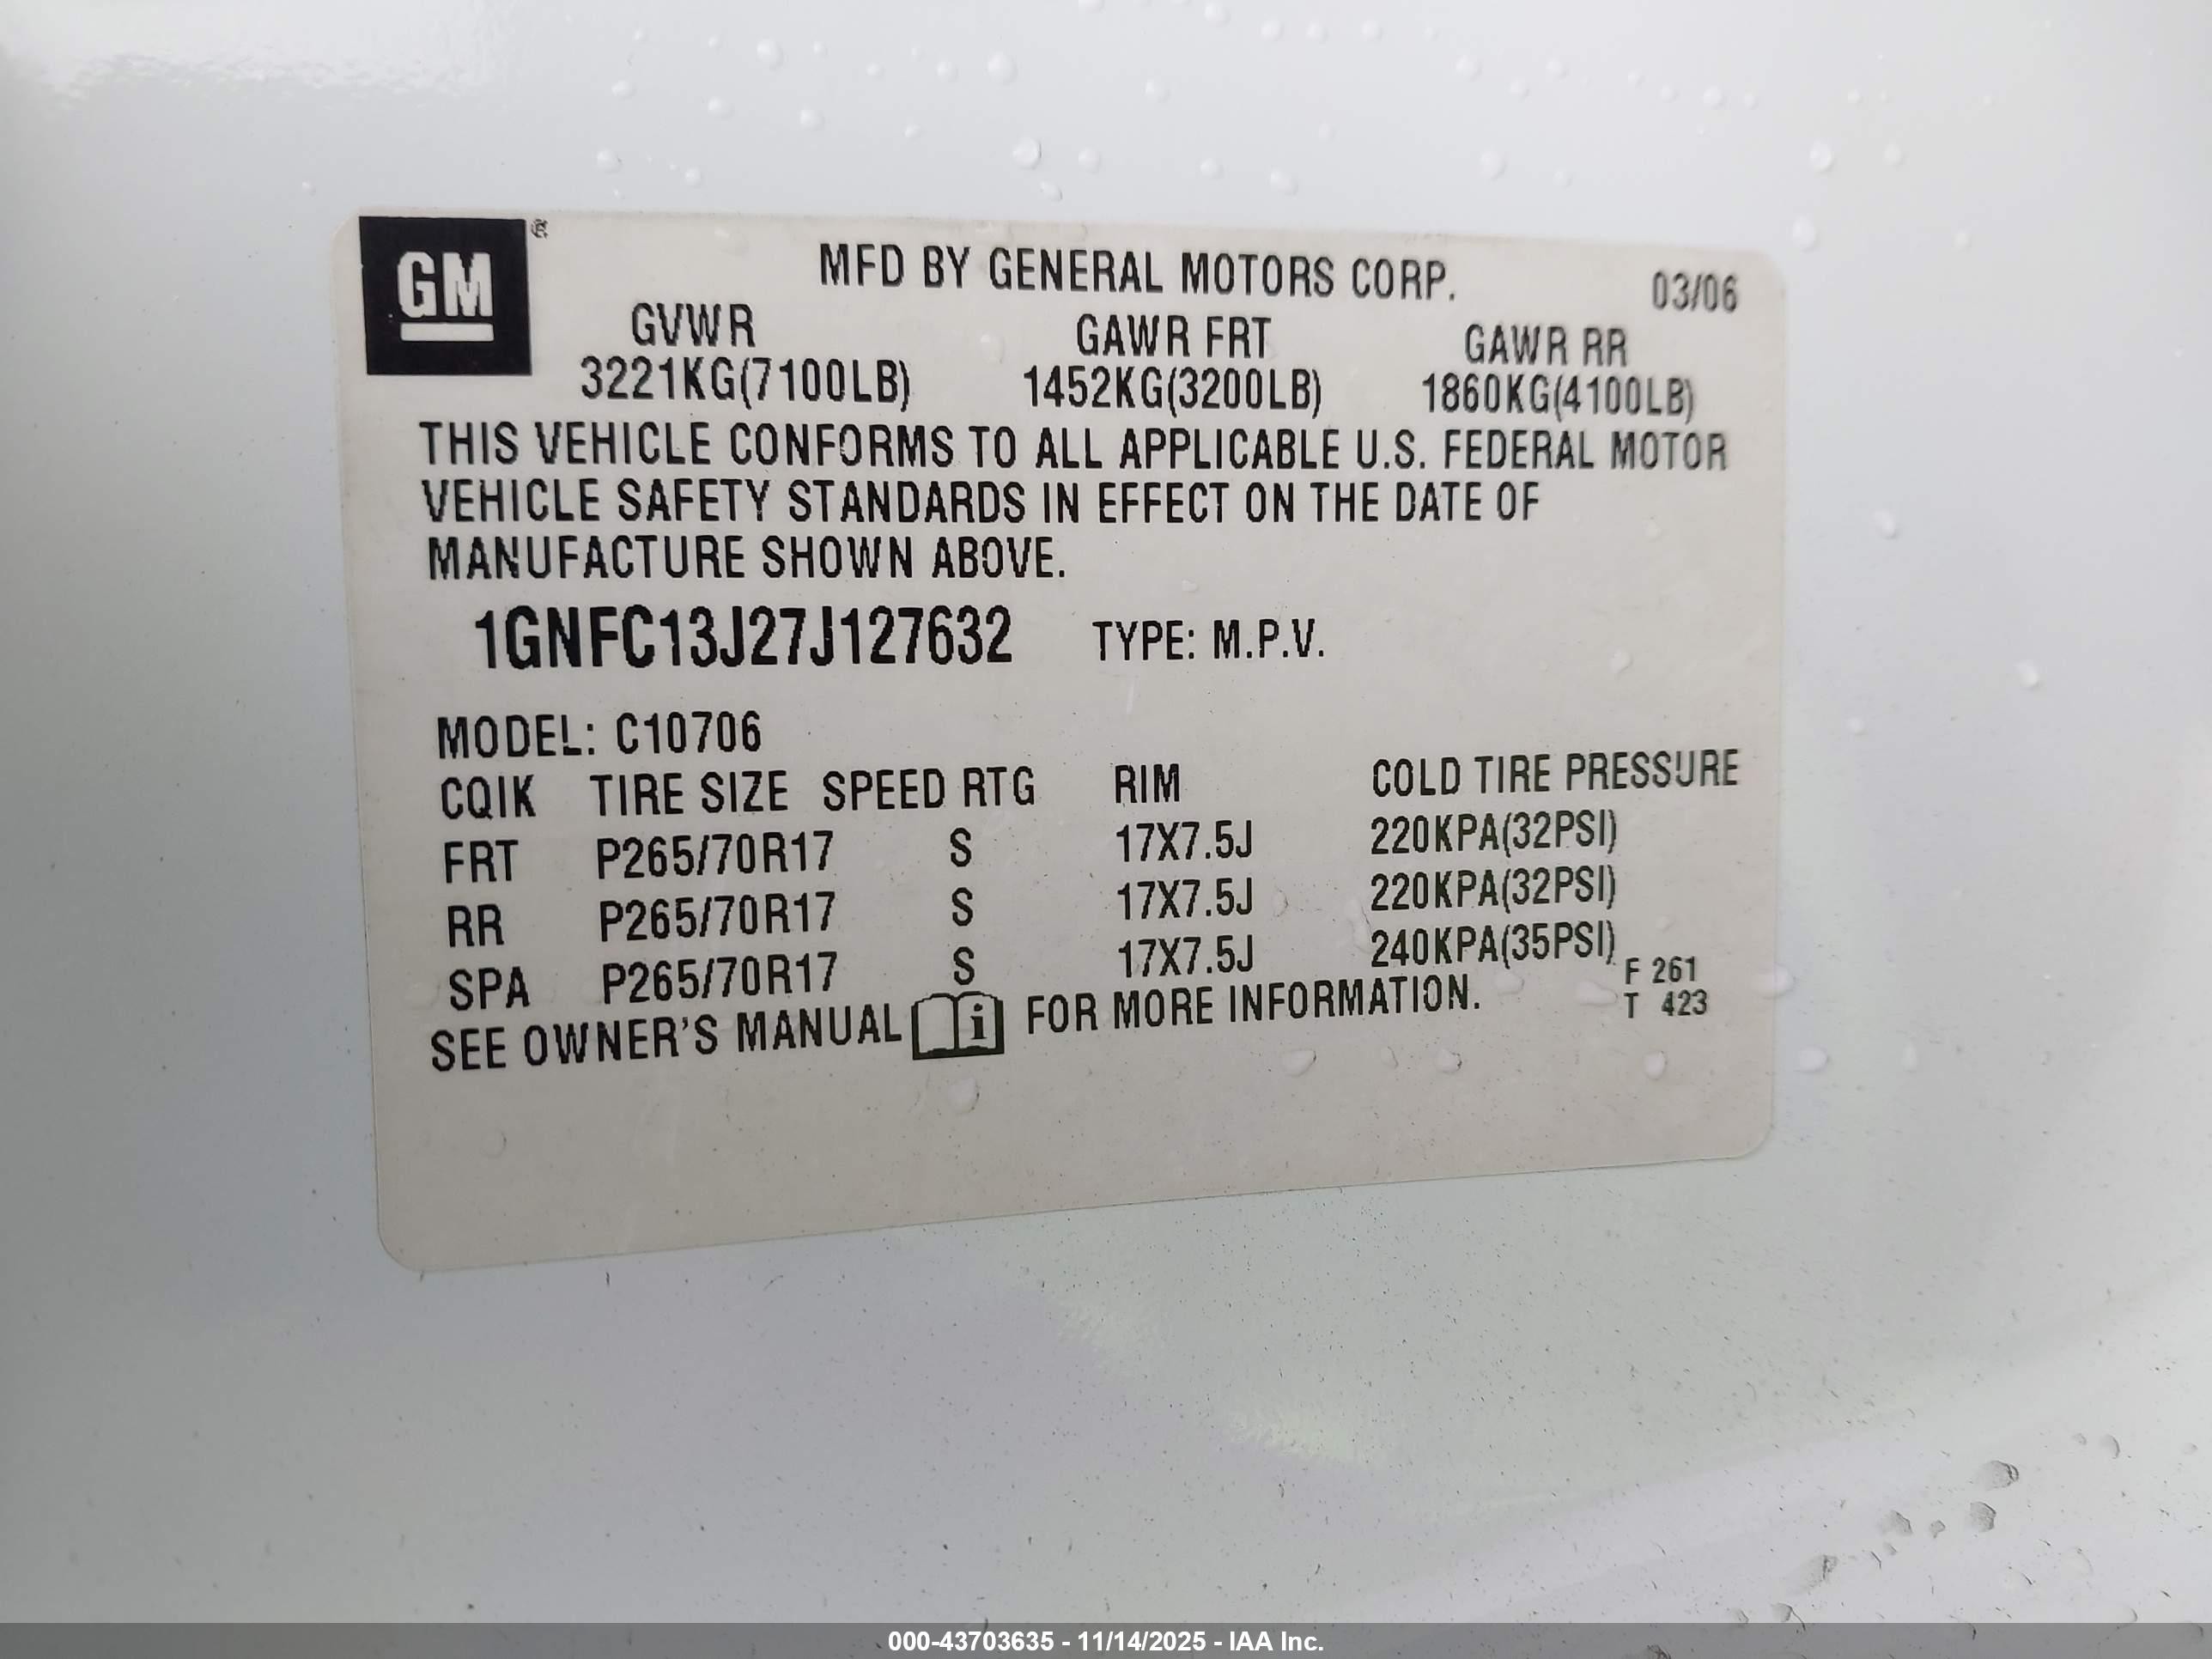 GM
MFD BY GENERAL MOTORS CORP. 03/06
GVWR GAWR FRT GAWR RR
3221KG(7100LB) 1452KG(3200LB) 1860KG(4100LB)
THIS VEHICLE CONFORMS TO ALL APPLICABLE U.S. FEDERAL MOTOR
VEHICLE SAFETY STANDARDS IN EFFECT ON THE DATE OF
MANUFACTURE SHOWN ABOVE.
1GNFC13J27J127632 TYPE: M.P.V.
MODEL: C10706
CQIK TIRE SIZE SPEED RTG RIM COLD TIRE PRESSURE
FRT P265/70R17 S 17X7.5J 220KPA(32PSI)
RR P265/70R17 S 17X7.5J 220KPA(32PSI)
SPA P265/70R17 S 17X7.5J 240KPA(35PSI)
SEE OWNER'S MANUAL i FOR MORE INFORMATION.
F 261
T 423
000-43703635 - 11/14/2025 - IAA Inc.